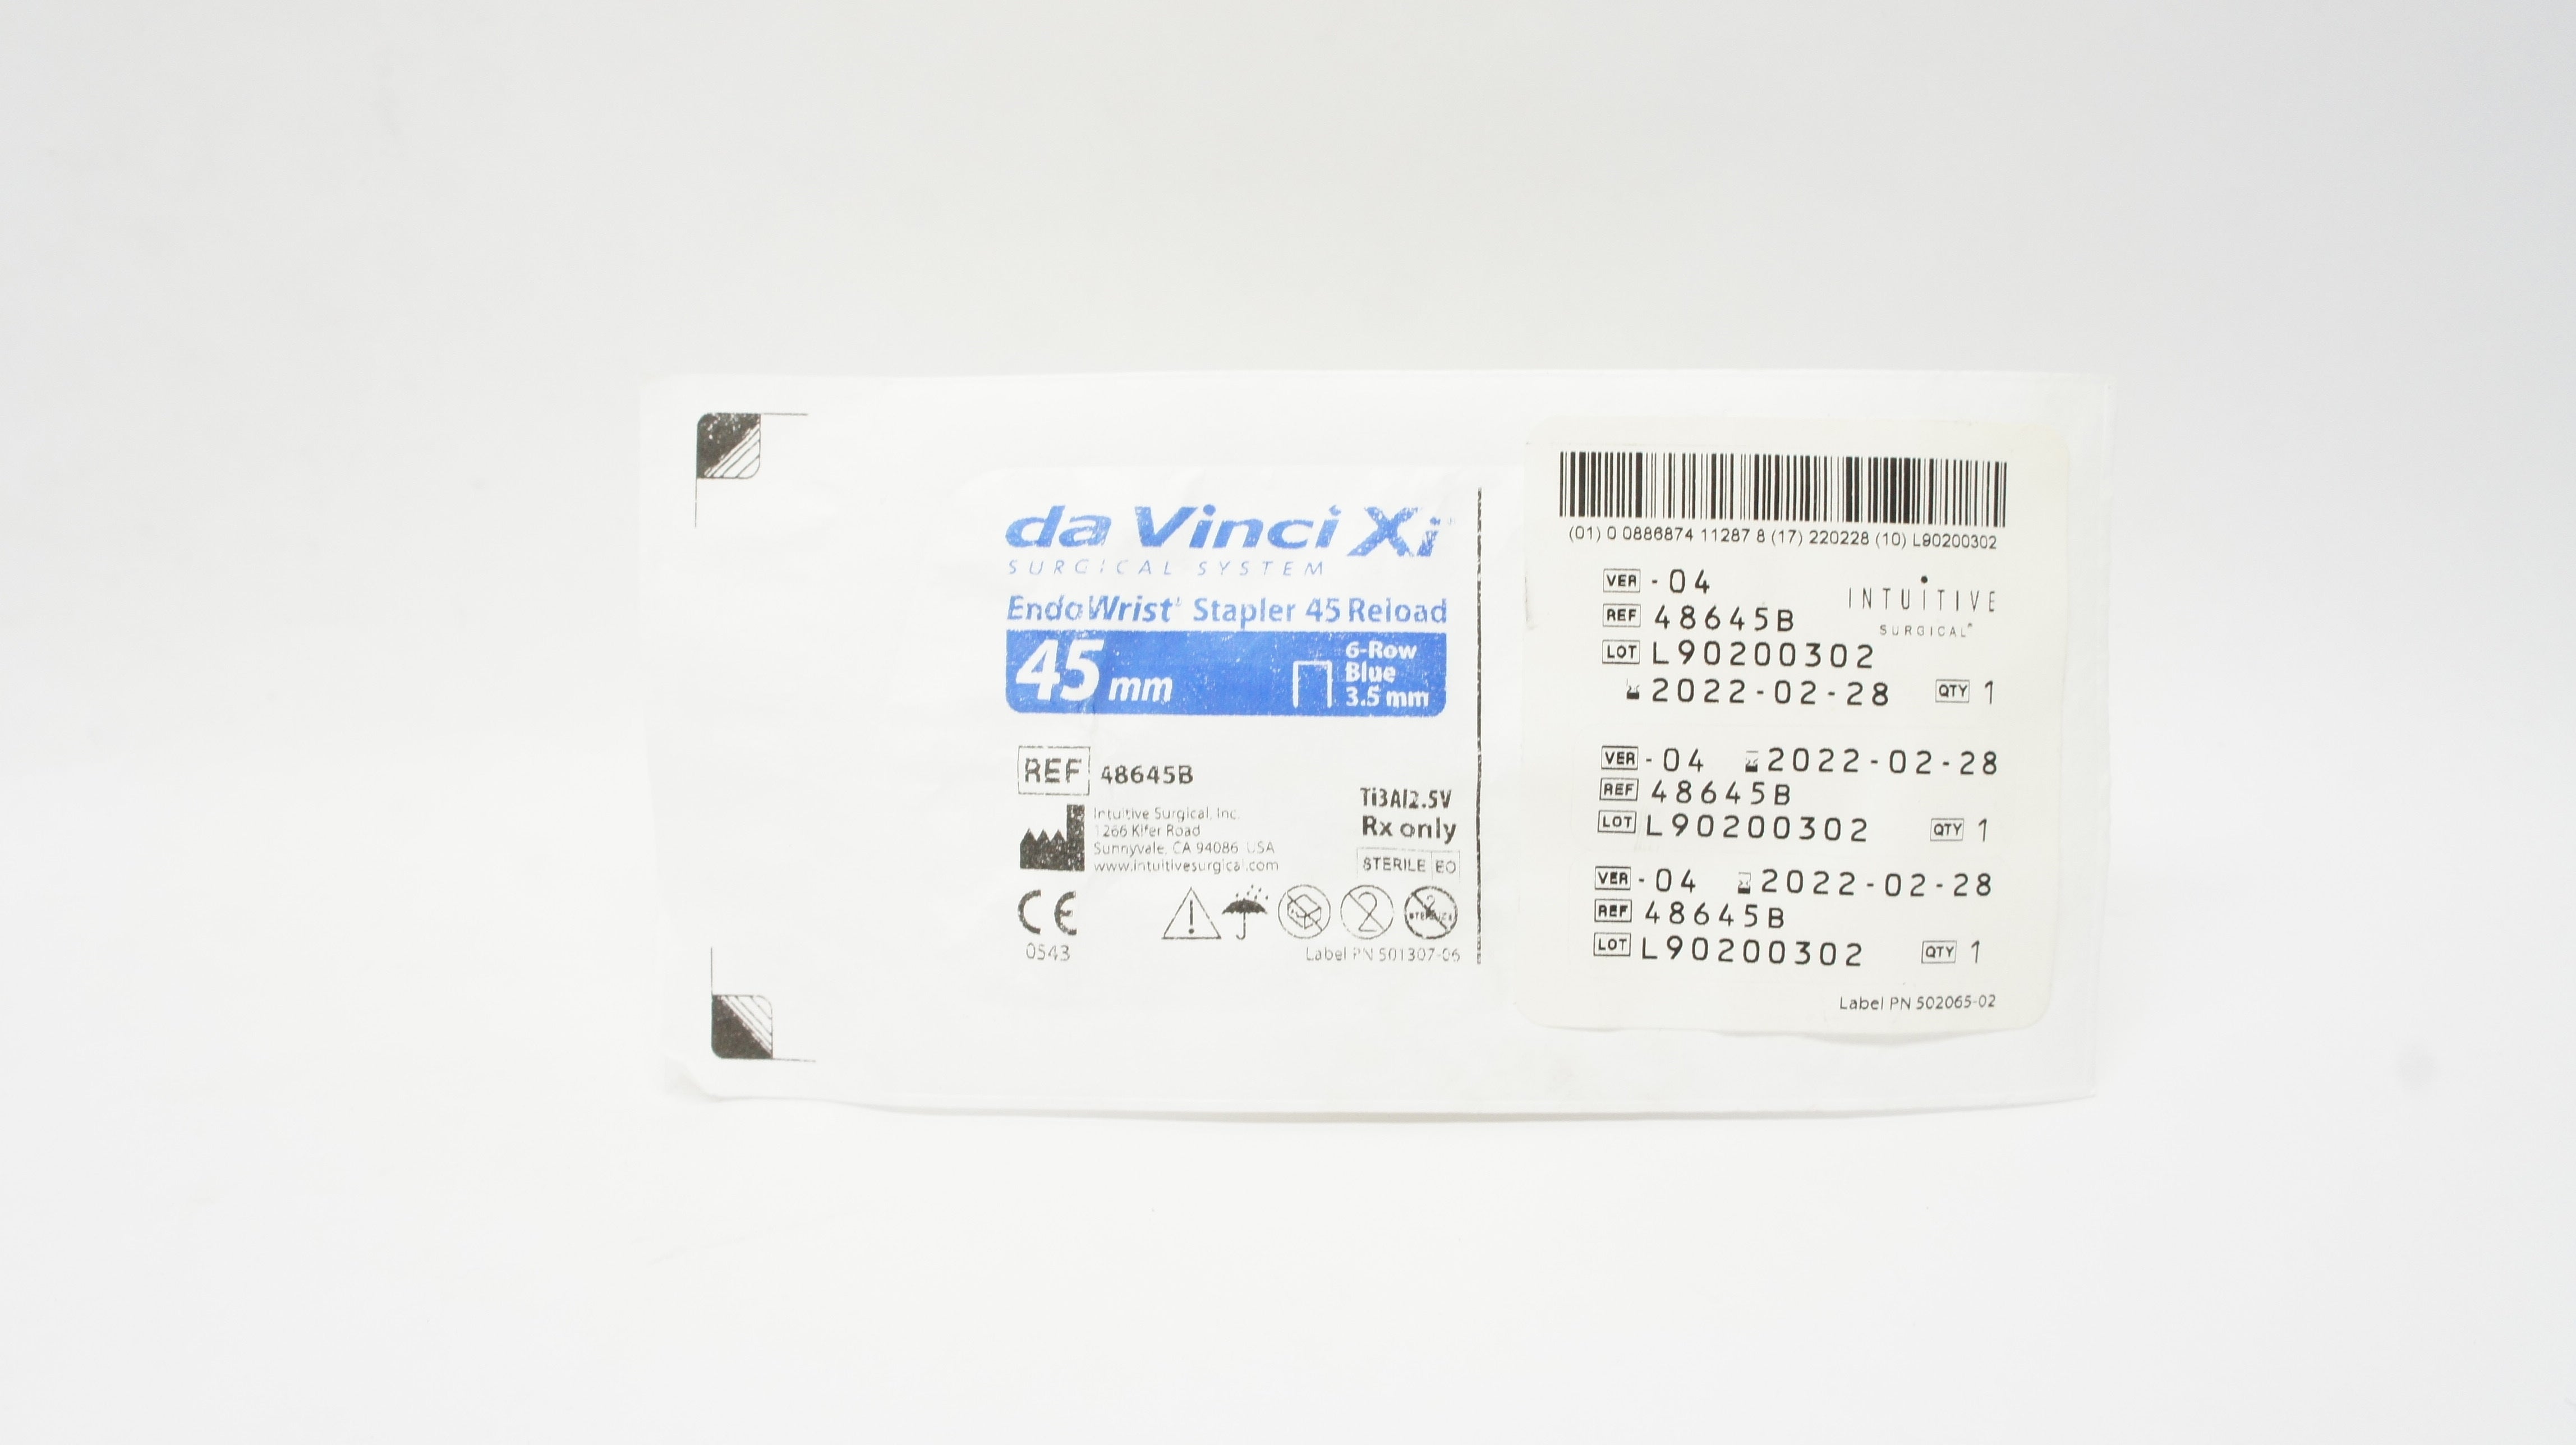 da Vinci Xi
SURGICAL SYSTEM
EndoWrist® Stapler 45 Reload
45 mm
6-Row
Blue
3.5 mm
REF 48645B
Intuitive Surgical, Inc.
1266 Kifer Road
Sunnyvale, CA 94086 USA
www.intuitivesurgical.com
Ti3Al2.5V
Rx only
STERILE EO
CE
0543
2
2
STERILIZE
Label PN 501307-06
(01) 0 0886874 11287 8 (17) 220228 (10) L90200302
VER -04
INTUITIVE
SURGICAL®
REF 48645B
LOT L90200302
2022-02-28 QTY 1
VER -04 2022-02-28
REF 48645B
LOT L90200302 QTY 1
VER -04 2022-02-28
REF 48645B
LOT L90200302 QTY 1
Label PN 502065-02